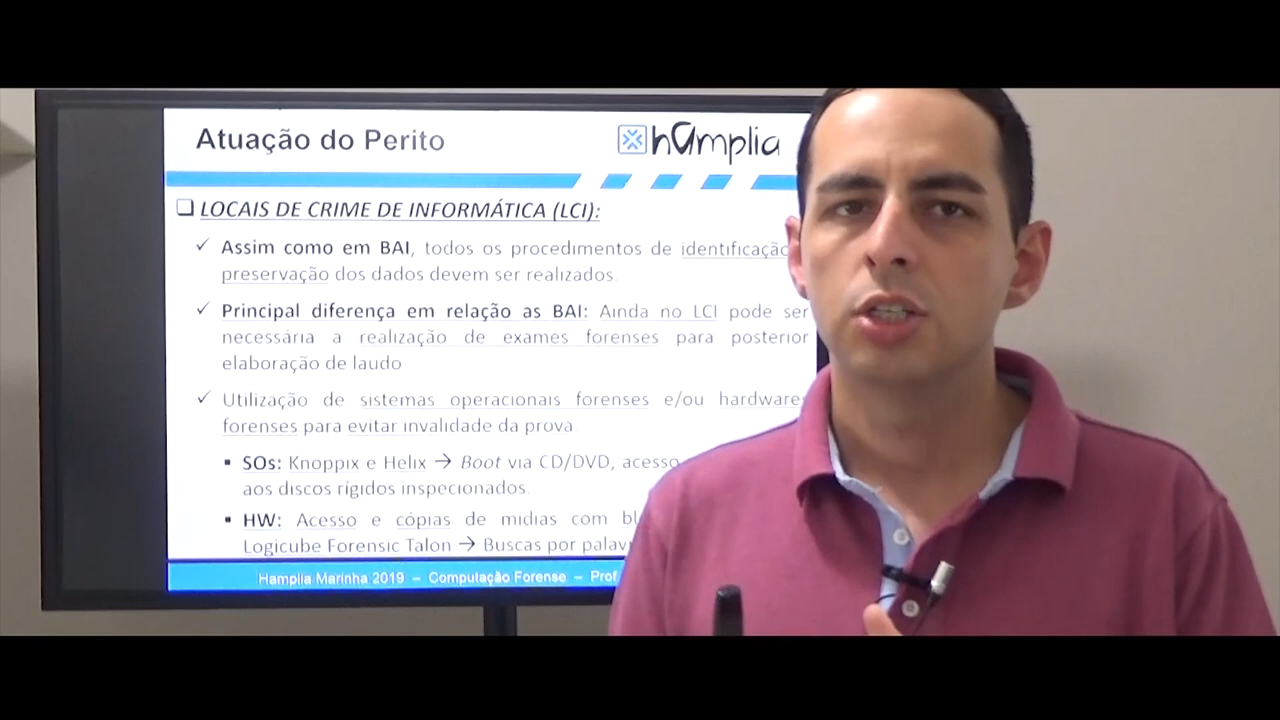 Atuação do Perito
hamplia
❑ LOCAIS DE CRIME DE INFORMÁTICA (LCI):
✓ Assim como em BAI, todos os procedimentos de identificação
preservação dos dados devem ser realizados.
✓ Principal diferença em relação as BAI: Ainda no LCI pode ser
necessária a realização de exames forenses para posterior
elaboração de laudo
✓ Utilização de sistemas operacionais forenses e/ou hardwares
forenses para evitar invalidade da prova
▪ SOs: Knoppix e Helix → Boot via CD/DVD, acesso
aos discos rígidos inspecionados.
▪ HW: Acesso e cópias de mídias com
Logicube Forensic Talon → Buscas por
Hamplia Marinha 2019 – Computação Forense – Prof